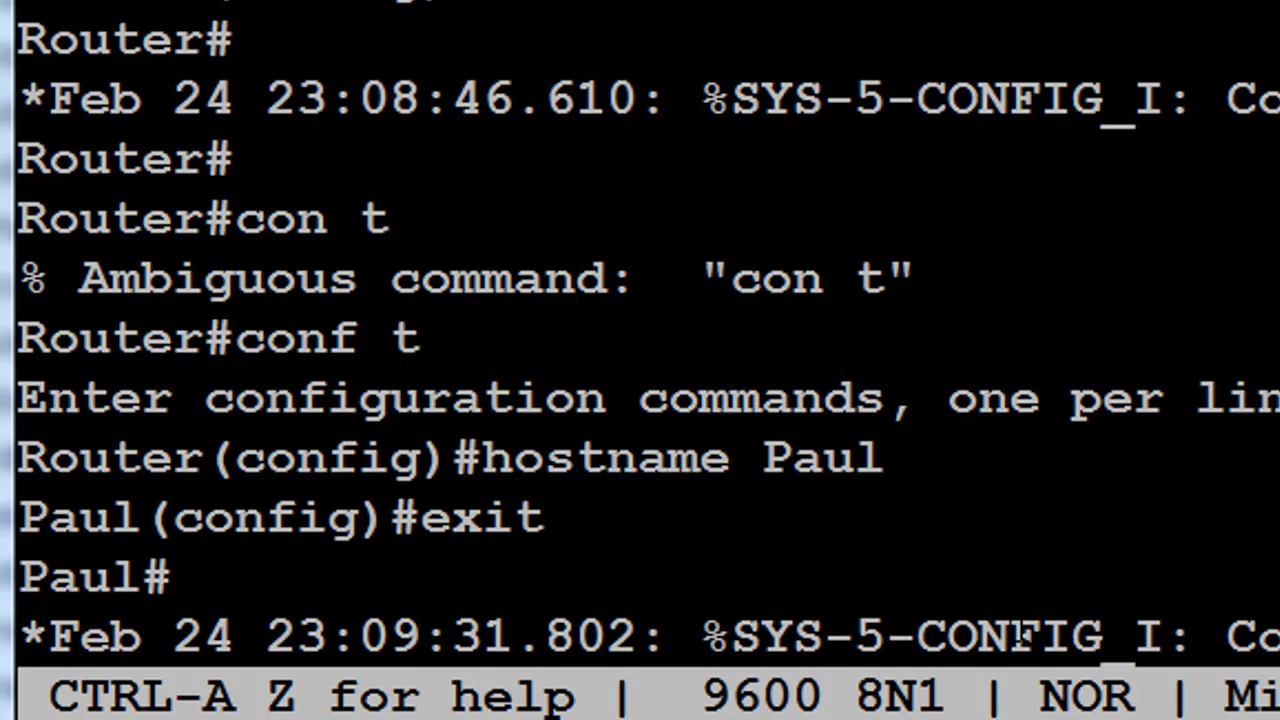 Router#
*Feb 24 23:08:46.610: %SYS-5-CONFIG_I: Co
Router#
Router#con t
% Ambiguous command:  "con t"
Router#conf t
Enter configuration commands, one per lin
Router(config)#hostname Paul
Paul(config)#exit
Paul#
*Feb 24 23:09:31.802: %SYS-5-CONFIG_I: Co
CTRL-A Z for help |  9600 8N1 | NOR | Mi